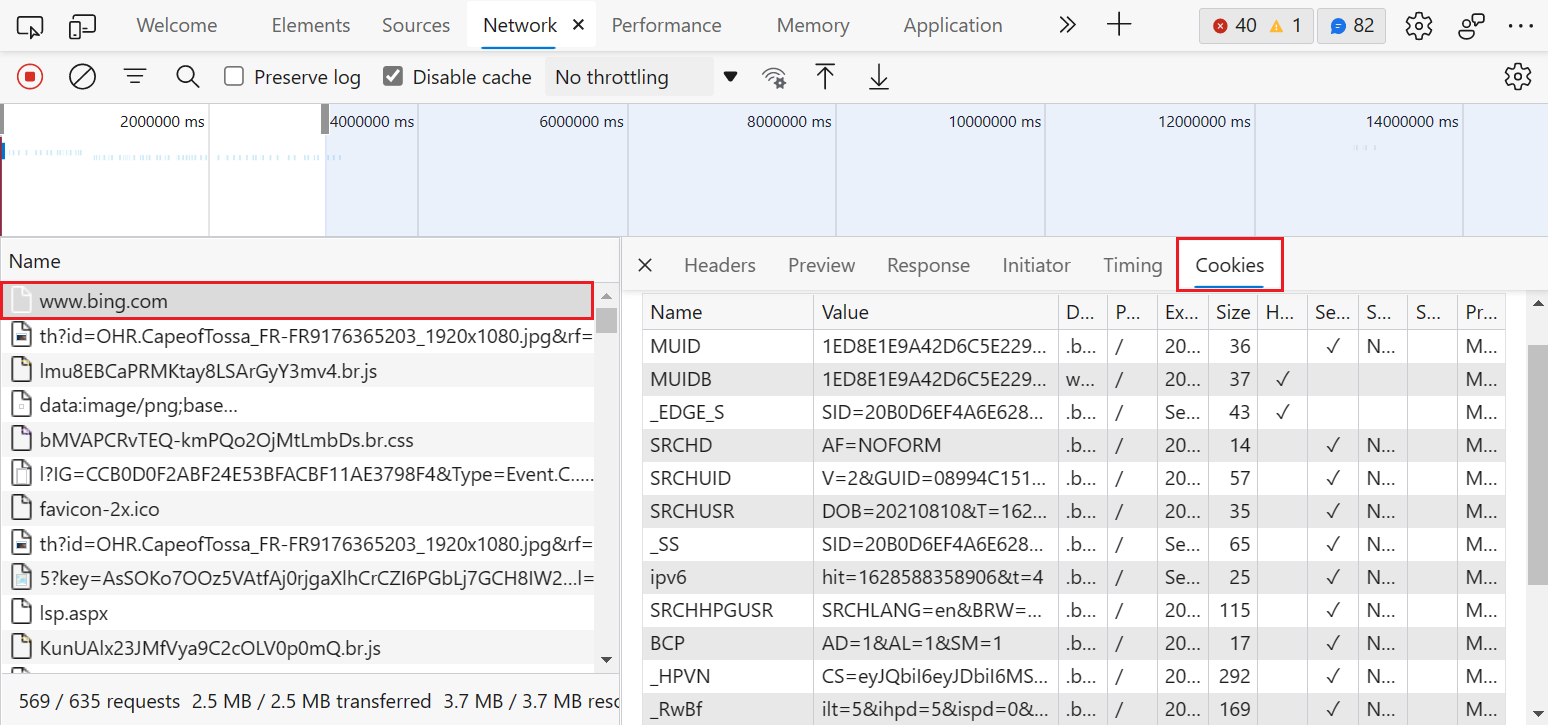 Welcome Elements Sources Network Performance Memory Application 40 1 82
Preserve log Disable cache No throttling
2000000 ms 4000000 ms 6000000 ms 8000000 ms 10000000 ms 12000000 ms 14000000 ms
Name
www.bing.com
th?id=OHR.CapeofTossa_FR-FR9176365203_1920x1080.jpg&rf=
lmu8EBCaPRMKtay8LSArGyY3mv4.br.js
data:image/png;base...
bMVAPCRvTEQ-kmPQo2OjMtLmbDs.br.css
l?IG=CCB0D0F2ABF24E53BFACBF11AE3798F4&Type=Event.C......
favicon-2x.ico
th?id=OHR.CapeofTossa_FR-FR9176365203_1920x1080.jpg&rf=
5?key=AsSOKo7OOz5VAtfAj0rjgaXlhCrCZI6PGbLj7GCH8IW2...l=
lsp.aspx
KunUAlx23JMfVya9C2cOLV0p0mQ.br.js
569 / 635 requests 2.5 MB / 2.5 MB transferred 3.7 MB / 3.7 MB resc
Headers Preview Response Initiator Timing Cookies
Name Value D... P... Ex... Size H... Se... S... S... Pr...
MUID 1ED8E1E9A42D6C5E229... .b... / 20... 36 ✓ N... M...
MUIDB 1ED8E1E9A42D6C5E229... w... / 20... 37 ✓ M...
_EDGE_S SID=20B0D6EF4A6E628... .b... / Se... 43 ✓ M...
SRCHD AF=NOFORM .b... / 20... 14 ✓ N... M...
SRCHUID V=2&GUID=08994C151... .b... / 20... 57 ✓ N... M...
SRCHUSR DOB=20210810&T=162... .b... / 20... 35 ✓ N... M...
_SS SID=20B0D6EF4A6E628... .b... / Se... 65 ✓ N... M...
ipv6 hit=1628588358906&t=4 .b... / Se... 25 ✓ N... M...
SRCHHPGUSR SRCHLANG=en&BRW=... .b... / 20... 115 ✓ N... M...
BCP AD=1&AL=1&SM=1 .b... / 20... 17 ✓ N... M...
_HPVN CS=eyJQbiI6eyJDbiI6MS... .b... / 20... 292 ✓ N... M...
_RwBf ilt=5&ihpd=5&ispd=0&... .b... / 20... 169 ✓ N... M...